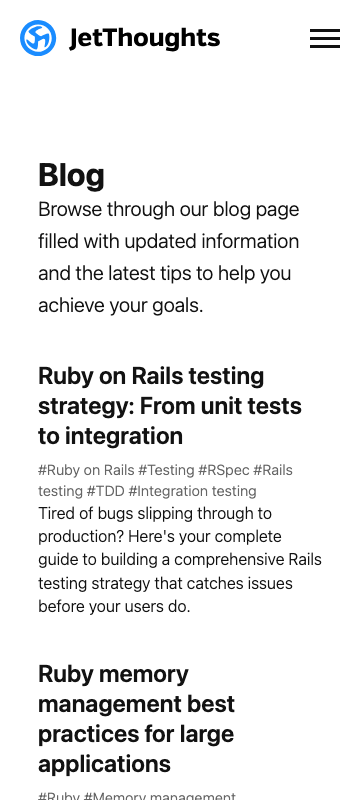 JetThoughts
Blog
Browse through our blog page
filled with updated information
and the latest tips to help you
achieve your goals.
Ruby on Rails testing
strategy: From unit tests
to integration
#Ruby on Rails #Testing #RSpec #Rails
testing #TDD #Integration testing
Tired of bugs slipping through to
production? Here's your complete
guide to building a comprehensive Rails
testing strategy that catches issues
before your users do.
Ruby memory
management best
practices for large
applications
#Ruby #Memory management